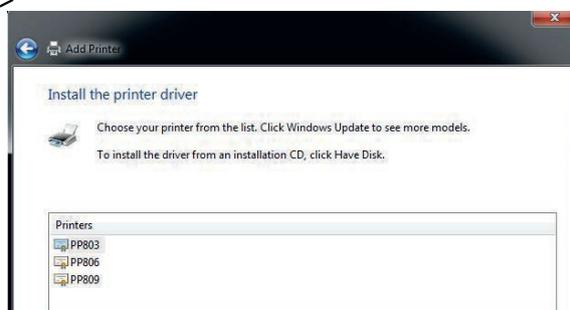 Add Printer
Install the printer driver
Choose your printer from the list. Click Windows Update to see more models.
To install the driver from an installation CD, click Have Disk.
Printers
PP803
PP806
PP809